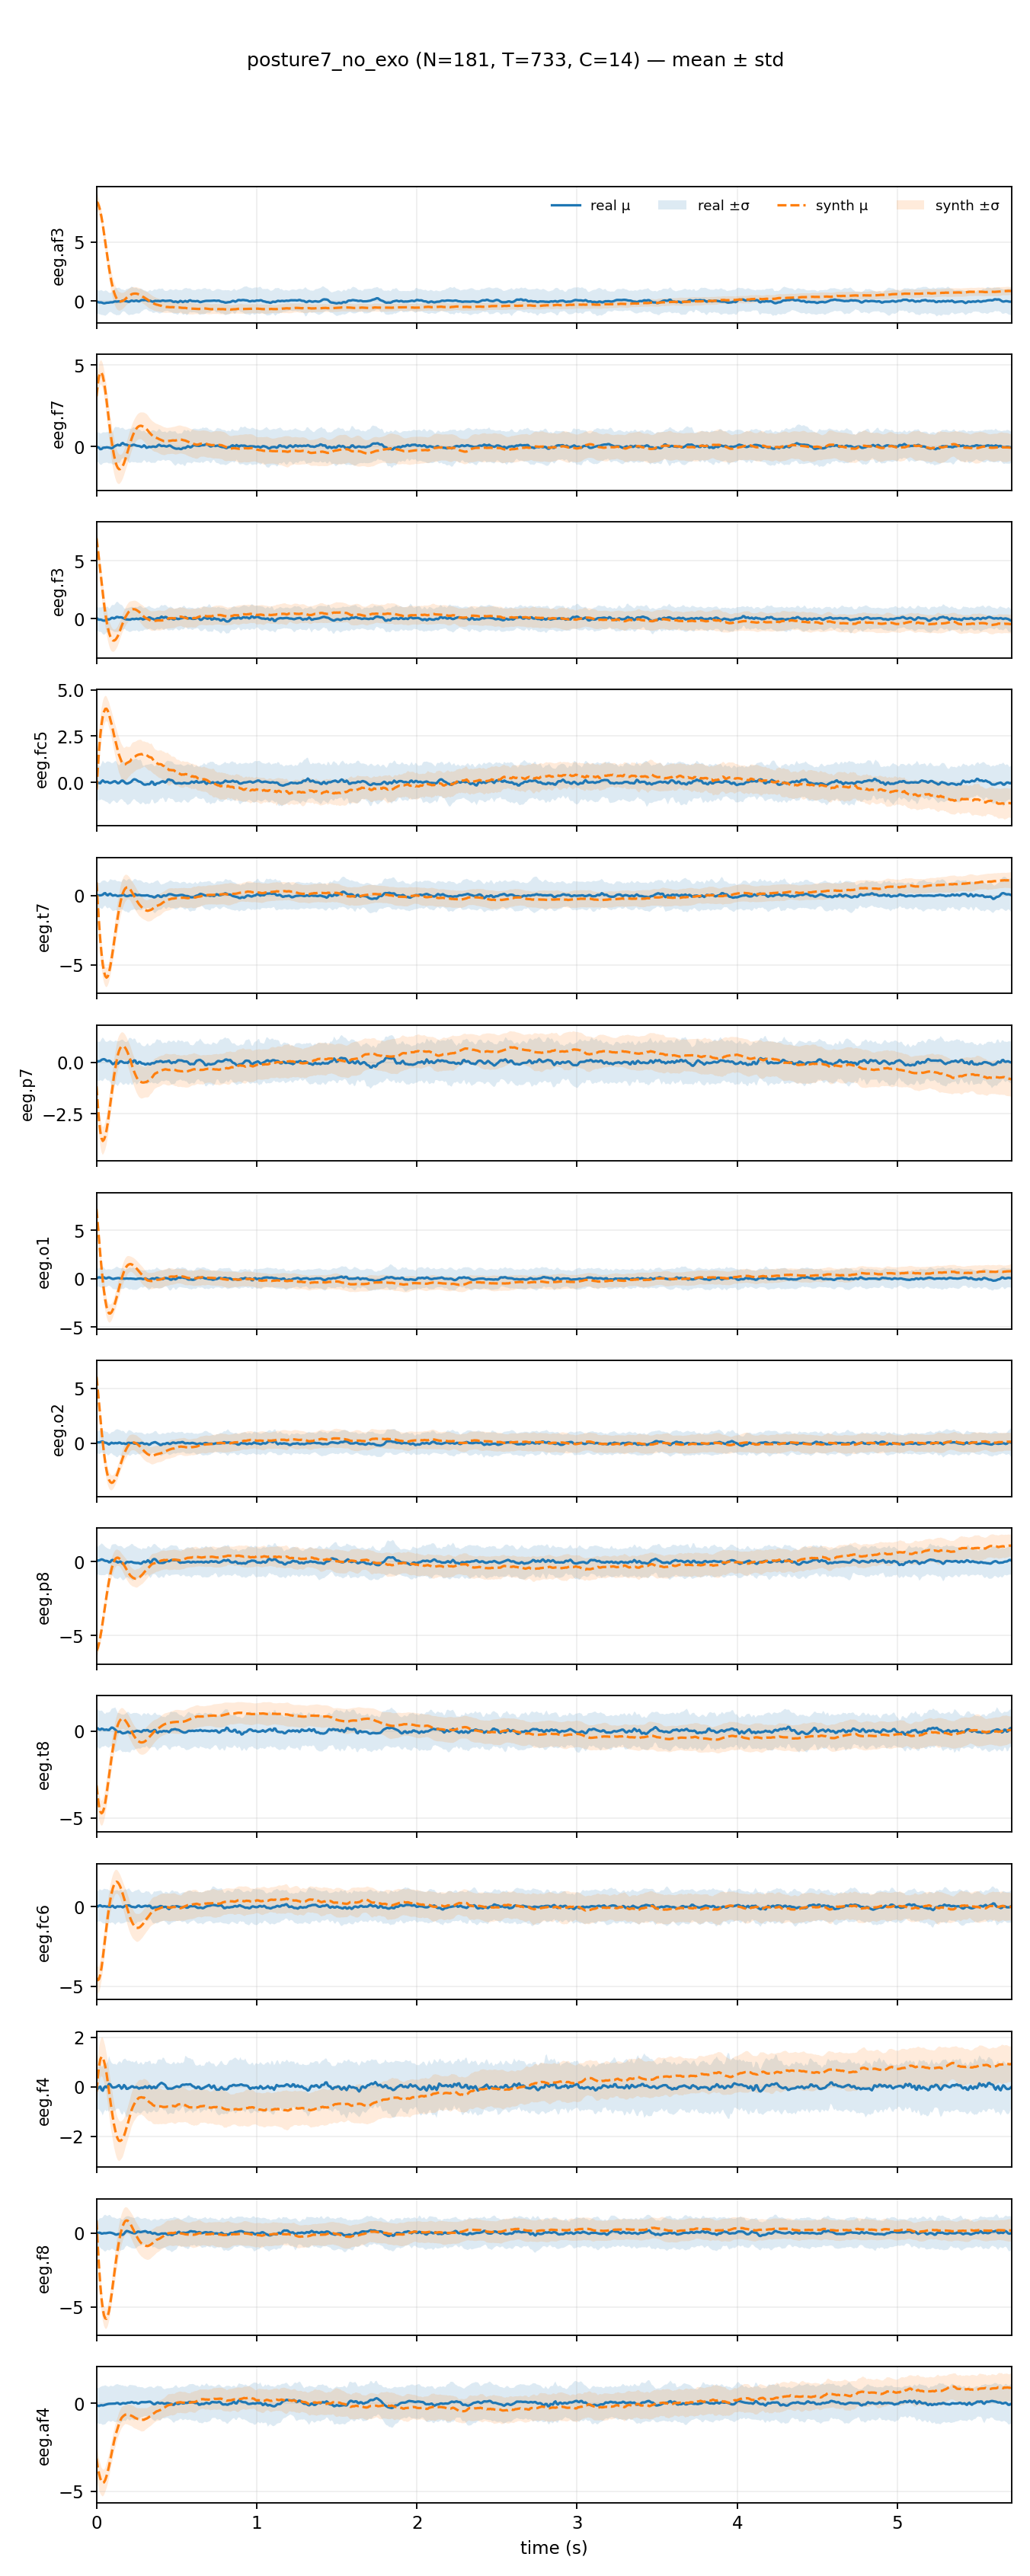 posture7_no_exo (N=181, T=733, C=14) — mean ± std
real μ real ±σ synth μ synth ±σ
eeg.af3
5
0
eeg.f7
5
0
eeg.f3
5
0
eeg.fc5
5.0
2.5
0.0
eeg.t7
0
−5
eeg.p7
0.0
−2.5
eeg.o1
5
0
−5
eeg.o2
5
0
eeg.p8
0
−5
eeg.t8
0
−5
eeg.fc6
0
−5
eeg.f4
2
0
−2
eeg.f8
0
−5
eeg.af4
0
−5
0 1 2 3 4 5
time (s)